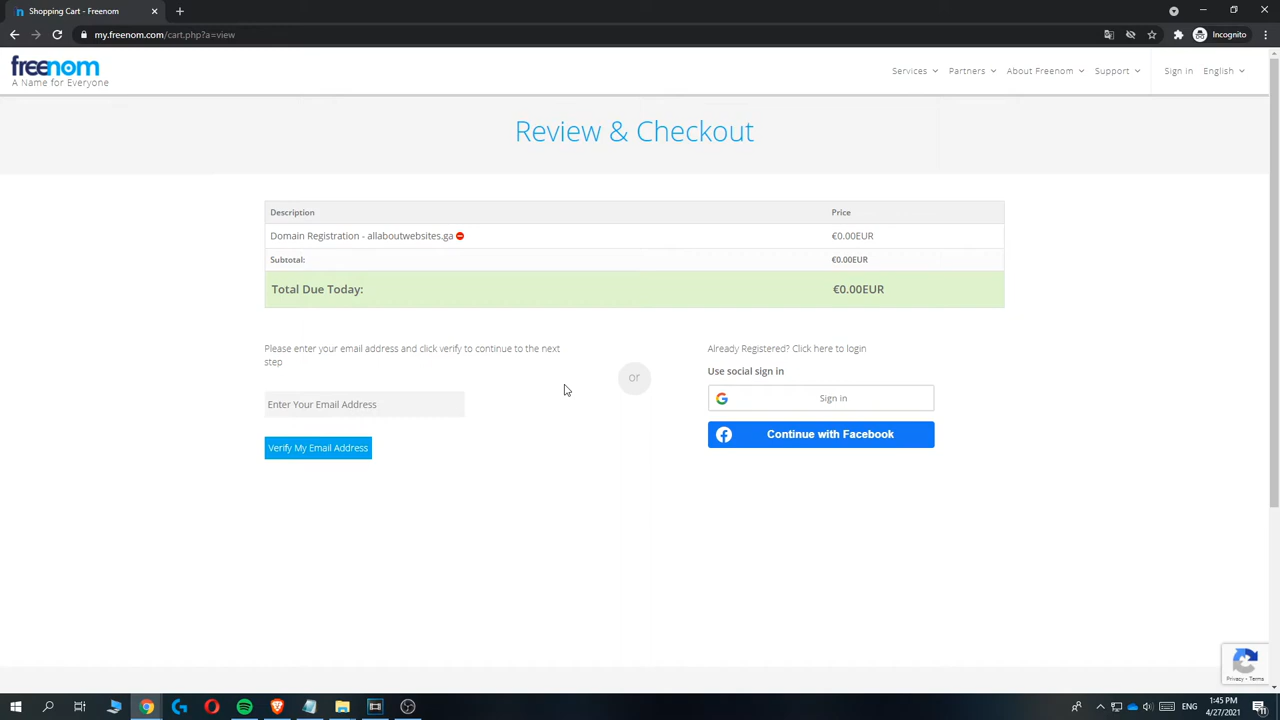 Shopping Cart - Freenom
my.freenom.com/cart.php?a=view
Incognito
freenom
A Name for Everyone
Services
Partners
About Freenom
Support
Sign in
English
Review & Checkout
Description
Price
Domain Registration - allaboutwebsites.ga
€0.00EUR
Subtotal:
€0.00EUR
Total Due Today:
€0.00EUR
Please enter your email address and click verify to continue to the next
step
Enter Your Email Address
Verify My Email Address
or
Already Registered? Click here to login
Use social sign in
Sign in
Continue with Facebook
Privacy - Terms
1:45 PM
4/27/2021